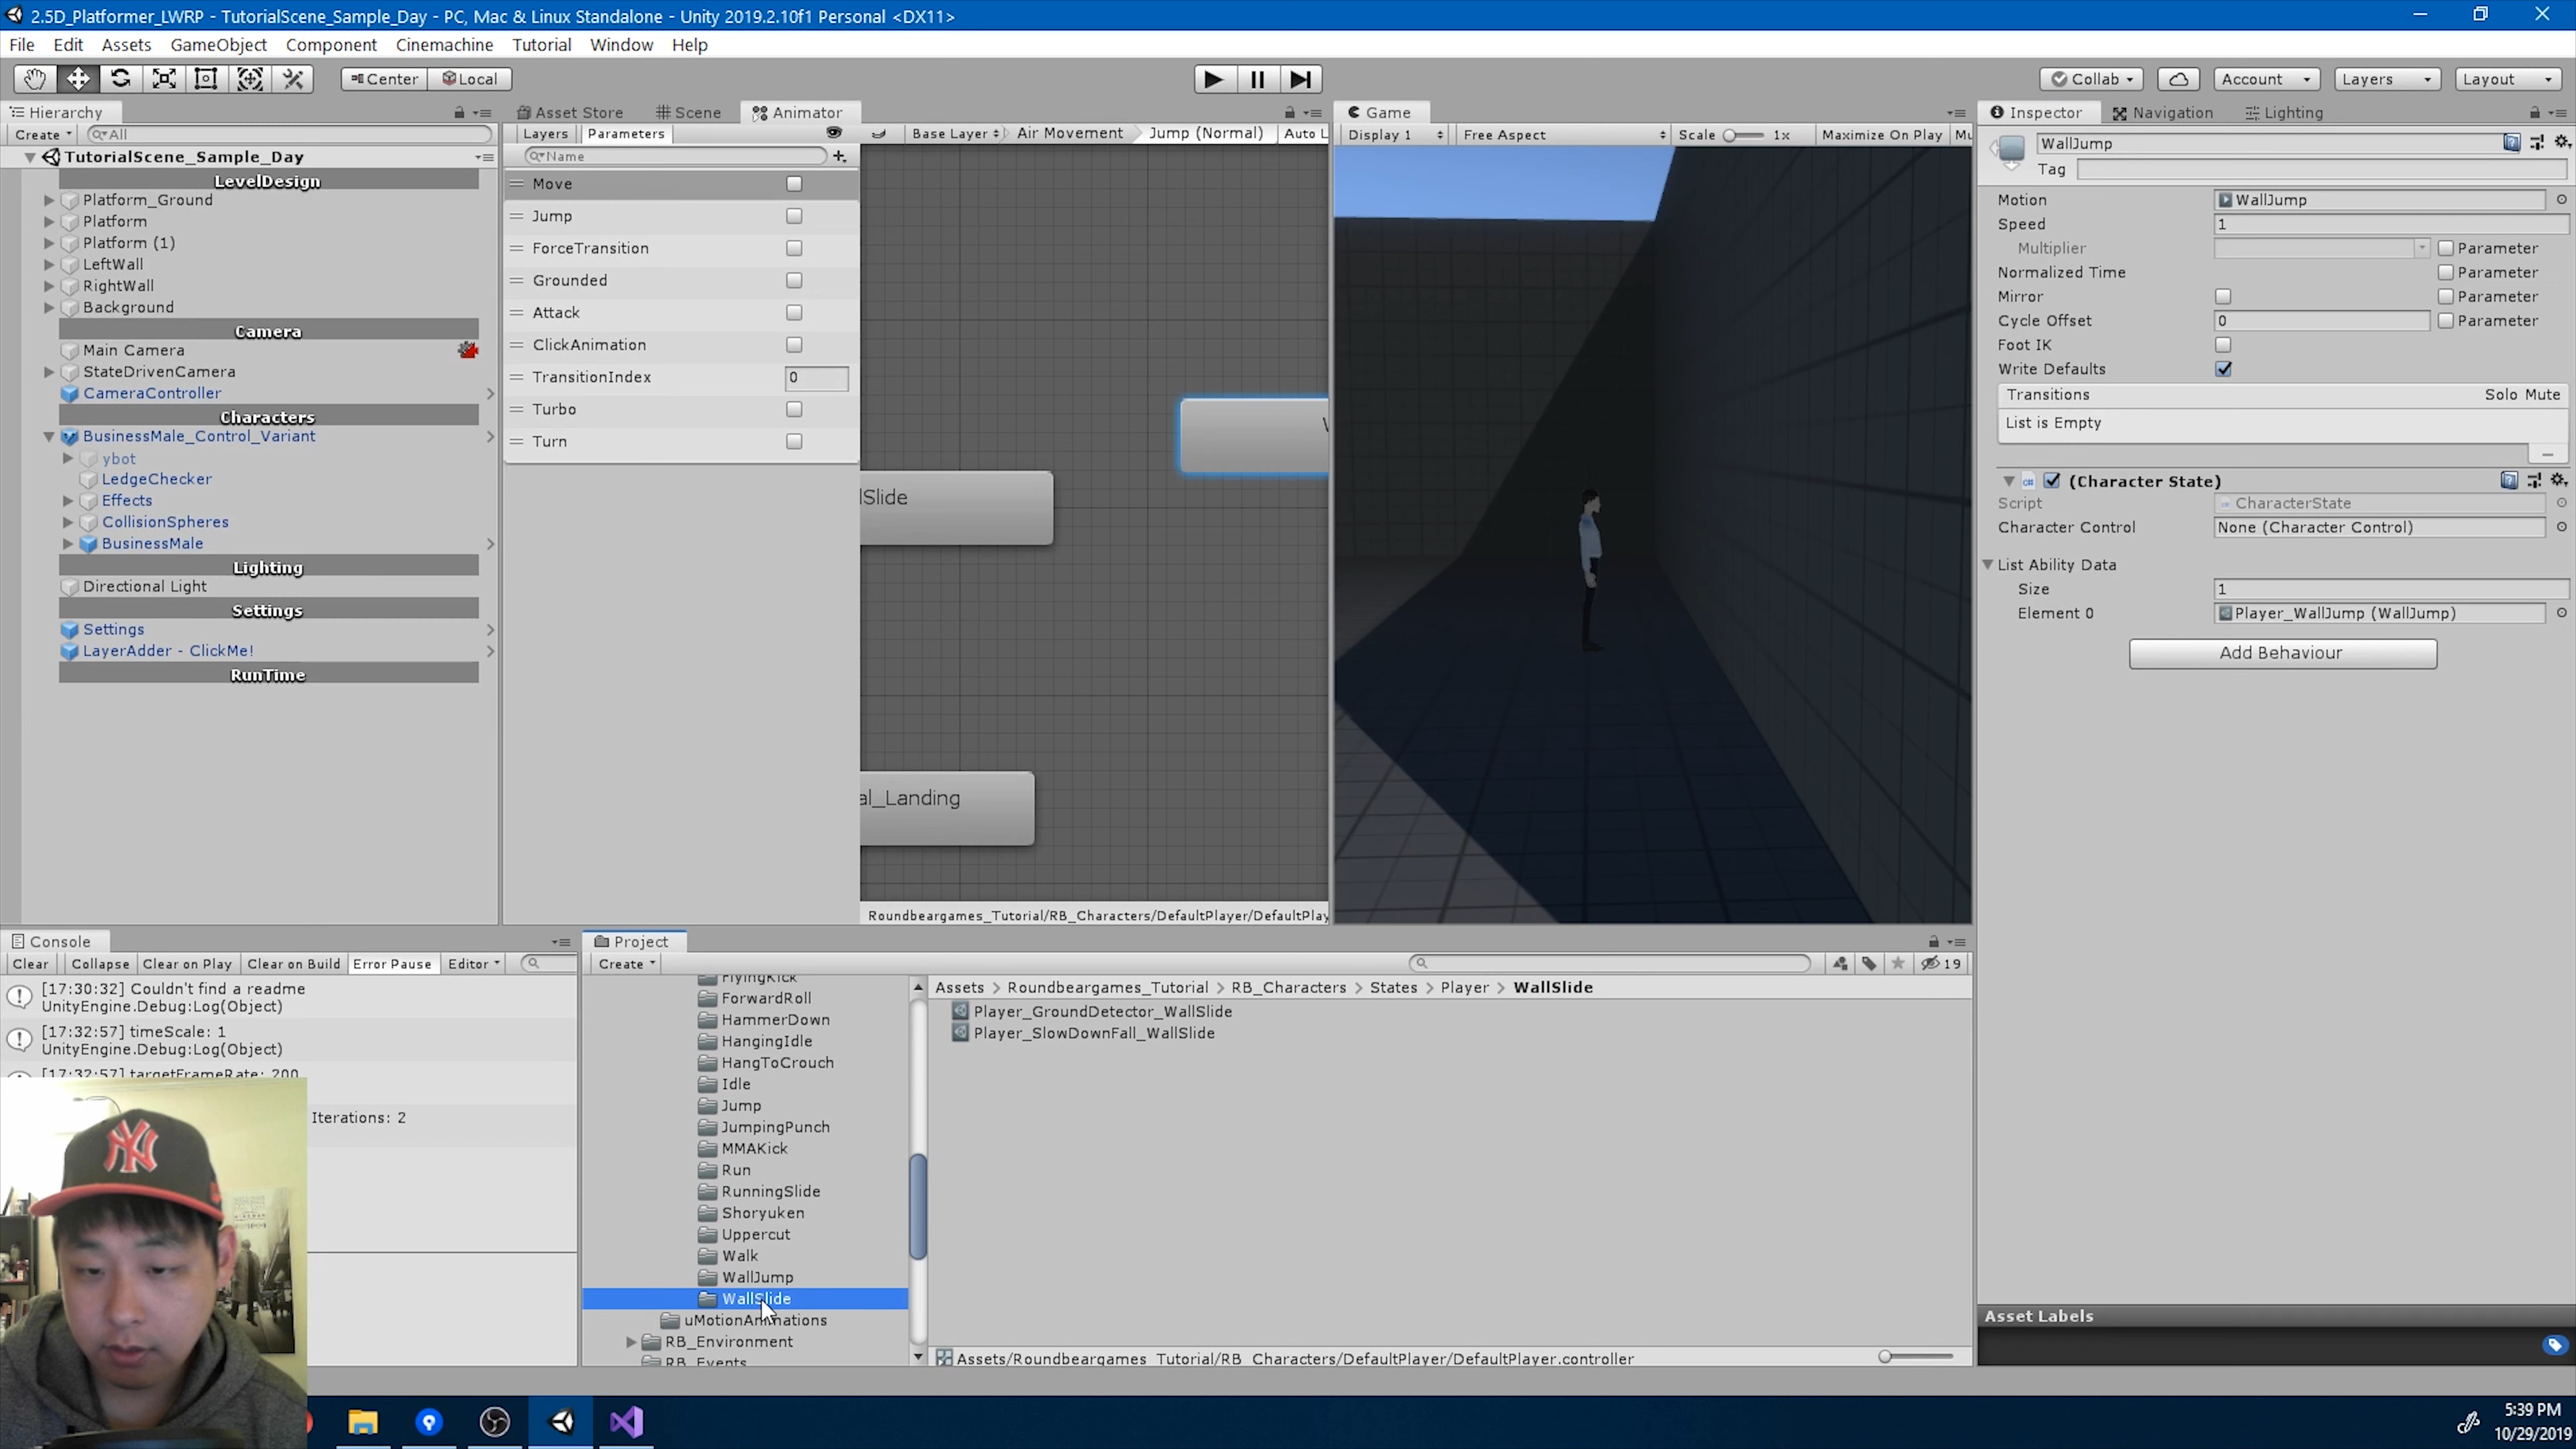 2.5D_Platformer_LWRP - TutorialScene_Sample_Day - PC, Mac & Linux Standalone - Unity 2019.2.10f1 Personal <DX11>
File Edit Assets GameObject Component Cinemachine Tutorial Window Help
Center Local
Collab Account Layers Layout
Hierarchy
Create All
TutorialScene_Sample_Day
LevelDesign
Platform_Ground
Platform
Platform (1)
LeftWall
RightWall
Background
Camera
Main Camera
StateDrivenCamera
CameraController
Characters
BusinessMale_Control_Variant
ybot
LedgeChecker
Effects
CollisionSpheres
BusinessMale
Lighting
Directional Light
Settings
Settings
LayerAdder - ClickMe!
RunTime
Asset Store Scene Animator
Layers Parameters
Base Layer Air Movement Jump (Normal) Auto L
Name
Move
Jump
ForceTransition
Grounded
Attack
ClickAnimation
TransitionIndex 0
Turbo
Turn
lSlide
al_Landing
Roundbeargames_Tutorial/RB_Characters/DefaultPlayer/DefaultPlay
Game
Display 1 Free Aspect Scale 1x Maximize On Play Mu
Inspector Navigation Lighting
WallJump
Tag
Motion WallJump
Speed 1
Multiplier Parameter
Normalized Time Parameter
Mirror Parameter
Cycle Offset 0 Parameter
Foot IK
Write Defaults
Transitions Solo Mute
List is Empty
(Character State)
Script CharacterState
Character Control None (Character Control)
List Ability Data
Size 1
Element 0 Player_WallJump (WallJump)
Add Behaviour
Asset Labels
Console
Clear Collapse Clear on Play Clear on Build Error Pause Editor
[17:30:32] Couldn't find a readme
UnityEngine.Debug:Log(Object)
[17:32:57] timeScale: 1
UnityEngine.Debug:Log(Object)
[17:32:57] targetFrameRate: 200
Iterations: 2
Project
Create
19
FlyingKick
ForwardRoll
HammerDown
HangingIdle
HangToCrouch
Idle
Jump
JumpingPunch
MMAKick
Run
RunningSlide
Shoryuken
Uppercut
Walk
WallJump
WallSlide
uMotionAnimations
RB_Environment
RB_Events
Assets > Roundbeargames_Tutorial > RB_Characters > States > Player > WallSlide
Player_GroundDetector_WallSlide
Player_SlowDownFall_WallSlide
Assets/Roundbeargames_Tutorial/RB_Characters/DefaultPlayer/DefaultPlayer.controller
NY
5:39 PM
10/29/2019